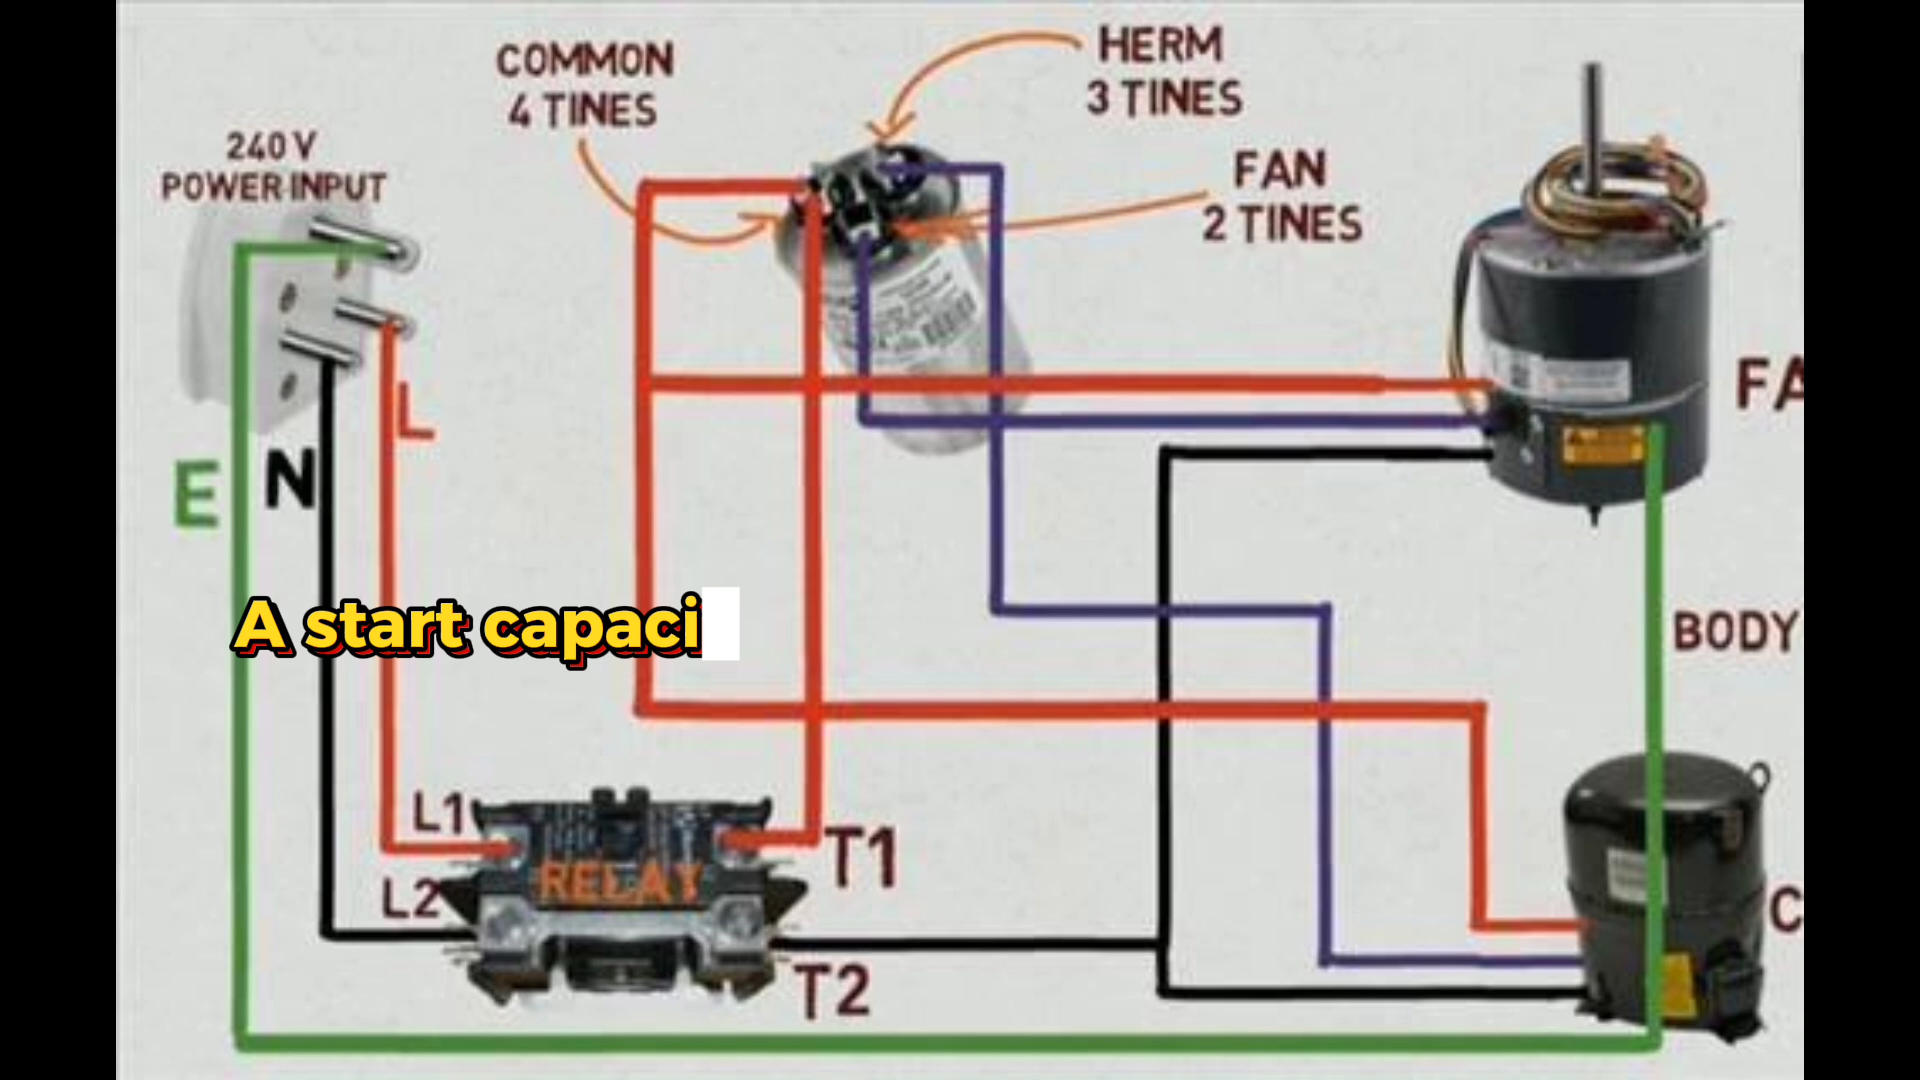 COMMON
4 TINES
HERM
3 TINES
FAN
2 TINES
240 V
POWER INPUT
L
E
N
FA
A start capaci
BODY
L1
RELAY
T1
L2
C
T2